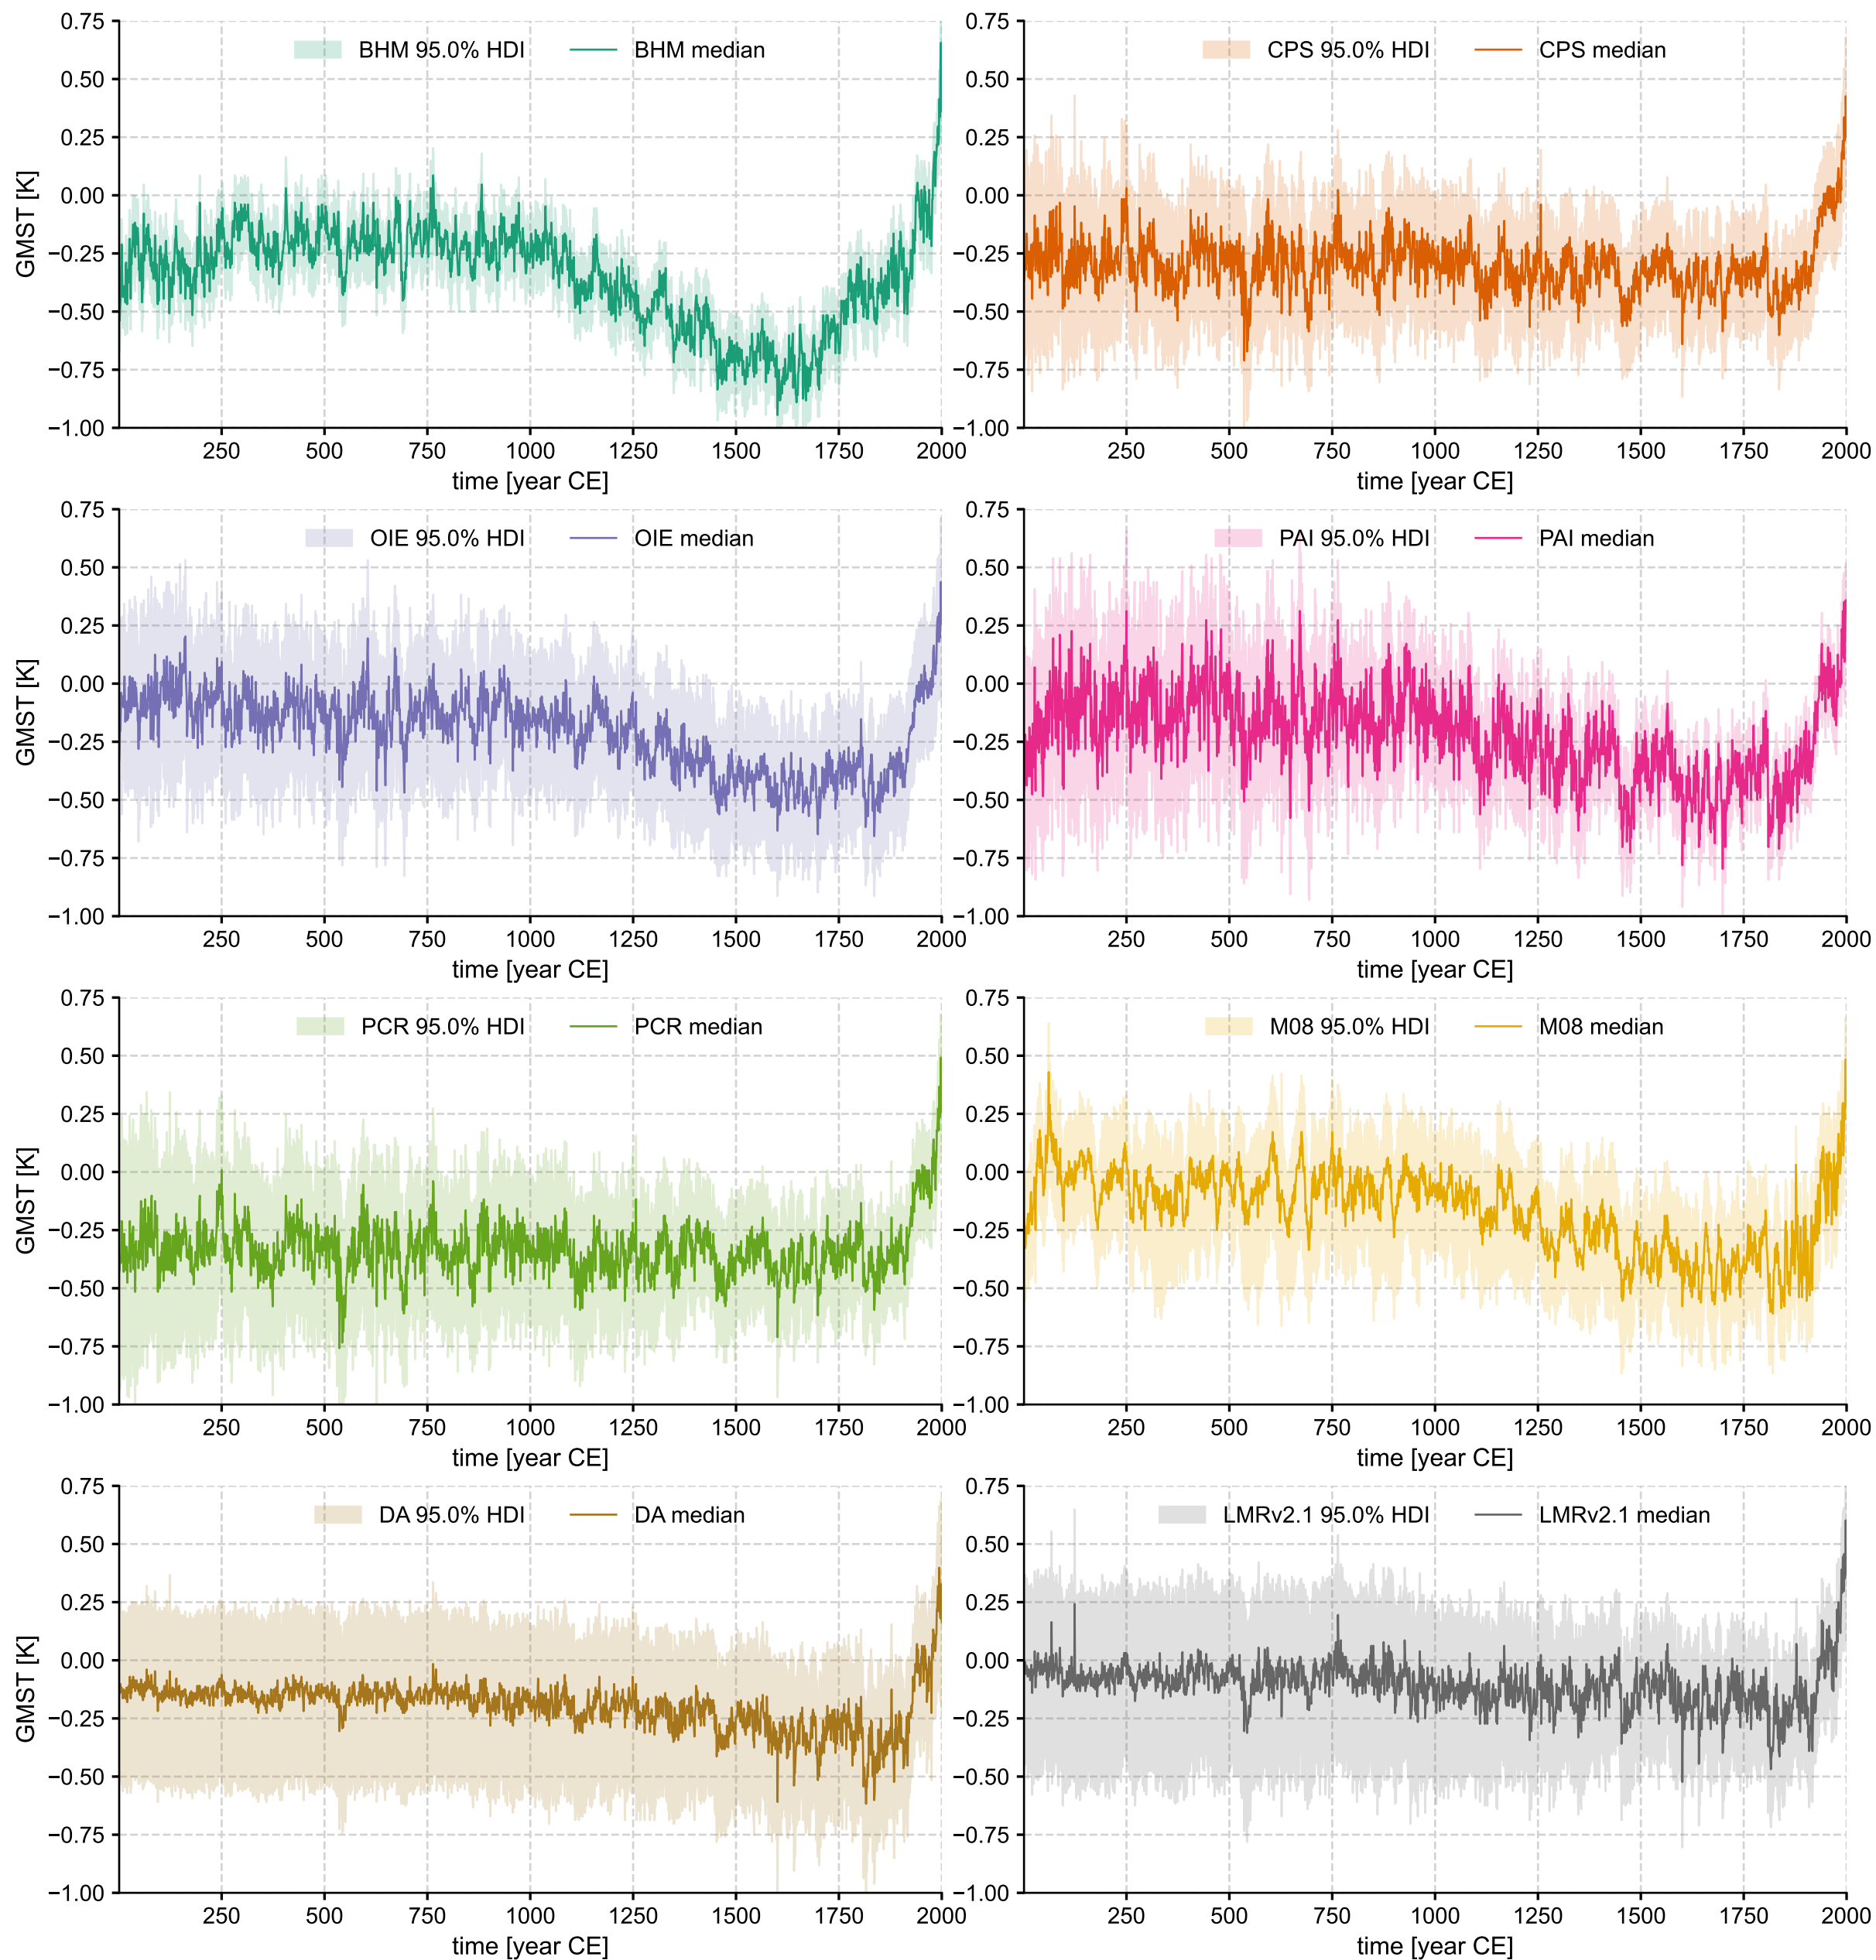 BHM 95.0% HDI BHM median
GMST [K]
0.75
0.50
0.25
0.00
−0.25
−0.50
−0.75
−1.00
250 500 750 1000 1250 1500 1750 2000
time [year CE]
CPS 95.0% HDI CPS median
0.75
0.50
0.25
0.00
−0.25
−0.50
−0.75
−1.00
250 500 750 1000 1250 1500 1750 2000
time [year CE]
OIE 95.0% HDI OIE median
GMST [K]
0.75
0.50
0.25
0.00
−0.25
−0.50
−0.75
−1.00
250 500 750 1000 1250 1500 1750 2000
time [year CE]
PAI 95.0% HDI PAI median
0.75
0.50
0.25
0.00
−0.25
−0.50
−0.75
−1.00
250 500 750 1000 1250 1500 1750 2000
time [year CE]
PCR 95.0% HDI PCR median
GMST [K]
0.75
0.50
0.25
0.00
−0.25
−0.50
−0.75
−1.00
250 500 750 1000 1250 1500 1750 2000
time [year CE]
M08 95.0% HDI M08 median
0.75
0.50
0.25
0.00
−0.25
−0.50
−0.75
−1.00
250 500 750 1000 1250 1500 1750 2000
time [year CE]
DA 95.0% HDI DA median
GMST [K]
0.75
0.50
0.25
0.00
−0.25
−0.50
−0.75
−1.00
250 500 750 1000 1250 1500 1750 2000
time [year CE]
LMRv2.1 95.0% HDI LMRv2.1 median
0.75
0.50
0.25
0.00
−0.25
−0.50
−0.75
−1.00
250 500 750 1000 1250 1500 1750 2000
time [year CE]